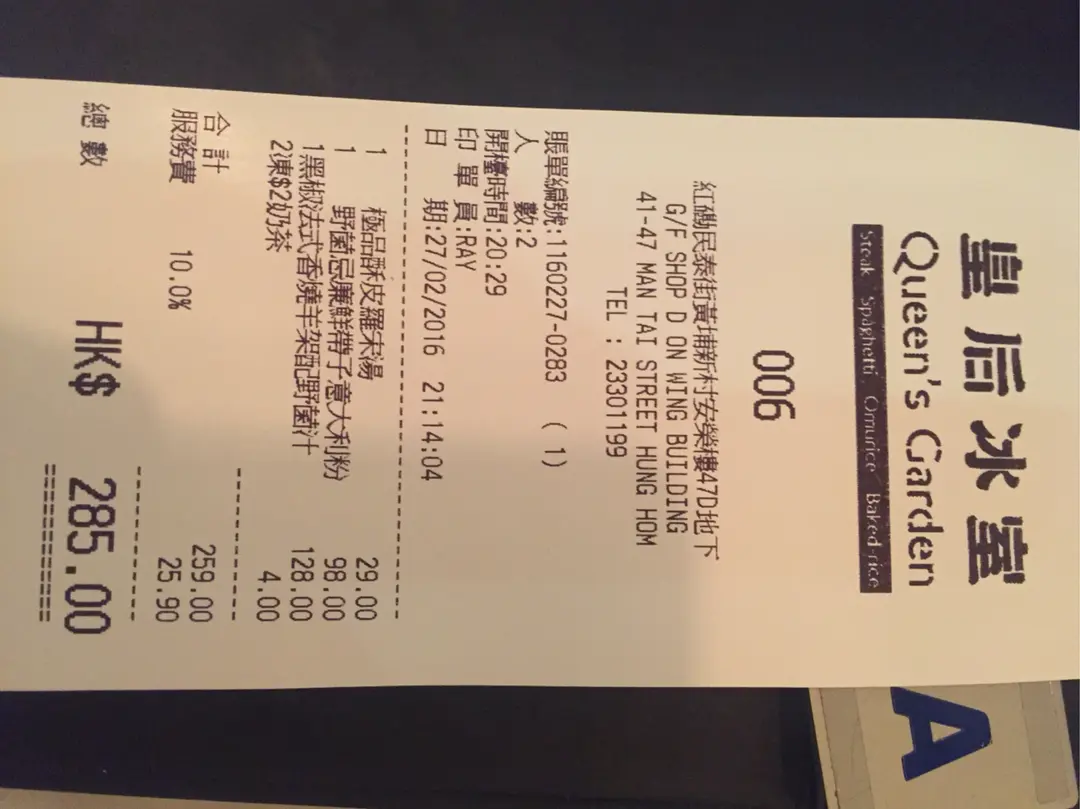 皇后冰室
Queen's Garden
Steak Spaghetti Omurice Baked-rice
006
紅磡民泰街黃埔新村安榮樓47D地下
G/F SHOP D ON WING BUILDING
41-47 MAN TAI STREET HUNG HOM
TEL : 23301199
賬單編號:1160227-0283 ( 1)
人 數:2
開檯時間:20:29
印 單 員:RAY
日 期:27/02/2016 21:14:04
1 極品酥皮羅宋湯 29.00
1 野菌忌廉鮮帶子意大利粉 98.00
1黑椒法式香燒羊架配野菌汁 128.00
2凍$2奶茶 4.00
合 計 259.00
服務費 10.0% 25.90
總 數 HK$ 285.00
A